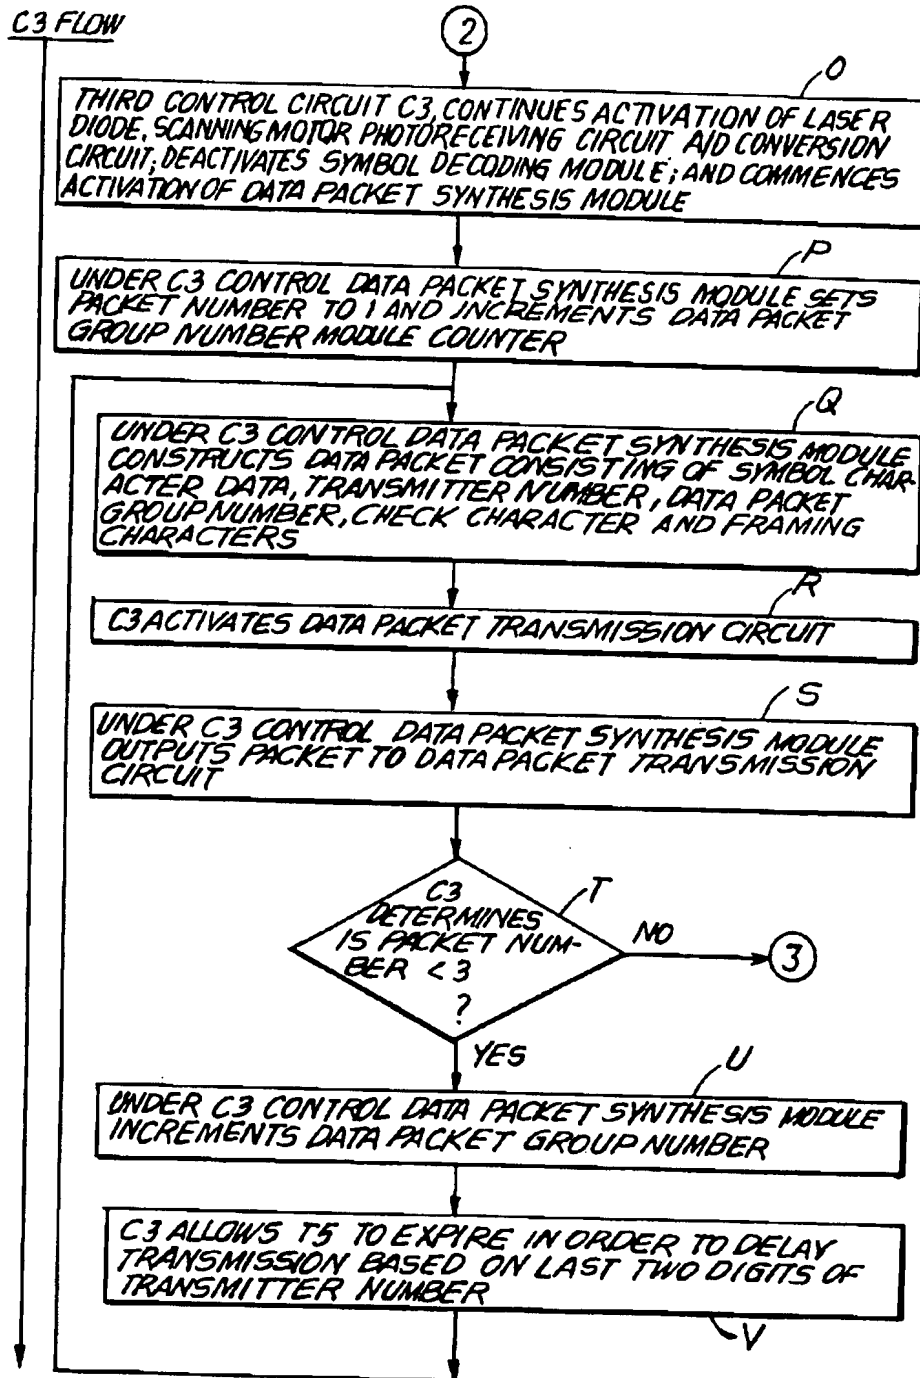 C3 FLOW
2
O
THIRD CONTROL CIRCUIT C3, CONTINUES ACTIVATION OF LASER
DIODE, SCANNING MOTOR PHOTORECEIVING CIRCUIT A/D CONVERSION
CIRCUIT; DEACTIVATES SYMBOL DECODING MODULE; AND COMMENCES
ACTIVATION OF DATA PACKET SYNTHESIS MODULE
P
UNDER C3 CONTROL DATA PACKET SYNTHESIS MODULE SETS
PACKET NUMBER TO 1 AND INCREMENTS DATA PACKET
GROUP NUMBER MODULE COUNTER
Q
UNDER C3 CONTROL DATA PACKET SYNTHESIS MODULE
CONSTRUCTS DATA PACKET CONSISTING OF SYMBOL CHAR-
ACTER DATA, TRANSMITTER NUMBER, DATA PACKET
GROUP NUMBER, CHECK CHARACTER AND FRAMING
CHARACTERS
R
C3 ACTIVATES DATA PACKET TRANSMISSION CIRCUIT
S
UNDER C3 CONTROL DATA PACKET SYNTHESIS MODULE
OUTPUTS PACKET TO DATA PACKET TRANSMISSION
CIRCUIT
T
C3
DETERMINES
IS PACKET NUM-
BER < 3
?
NO
3
YES
U
UNDER C3 CONTROL DATA PACKET SYNTHESIS MODULE
INCREMENTS DATA PACKET GROUP NUMBER
C3 ALLOWS T5 TO EXPIRE IN ORDER TO DELAY
TRANSMISSION BASED ON LAST TWO DIGITS OF
TRANSMITTER NUMBER
V